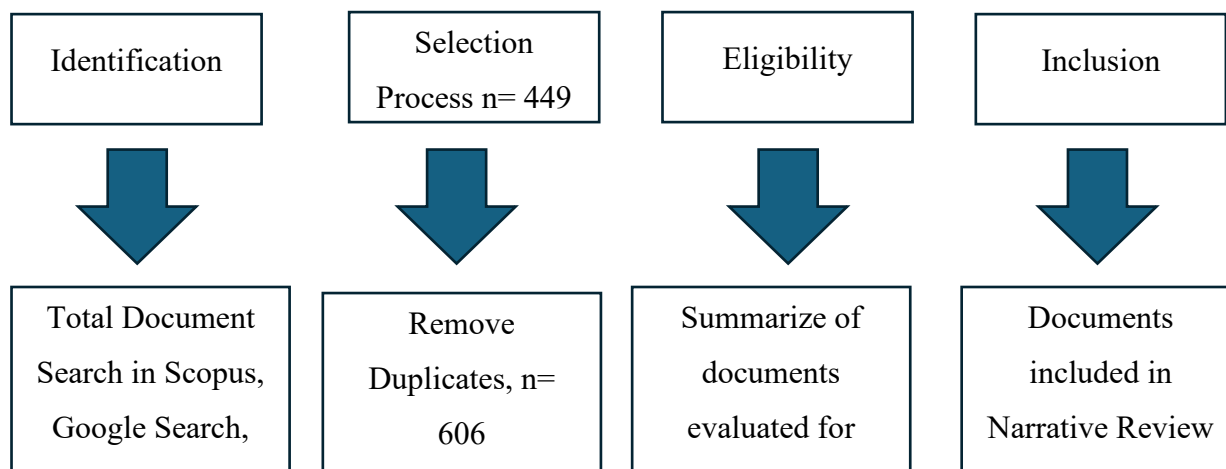 Identification
Selection
Process n= 449
Eligibility
Inclusion
Total Document
Search in Scopus,
Google Search,
Remove
Duplicates, n=
606
Summarize of
documents
evaluated for
Documents
included in
Narrative Review